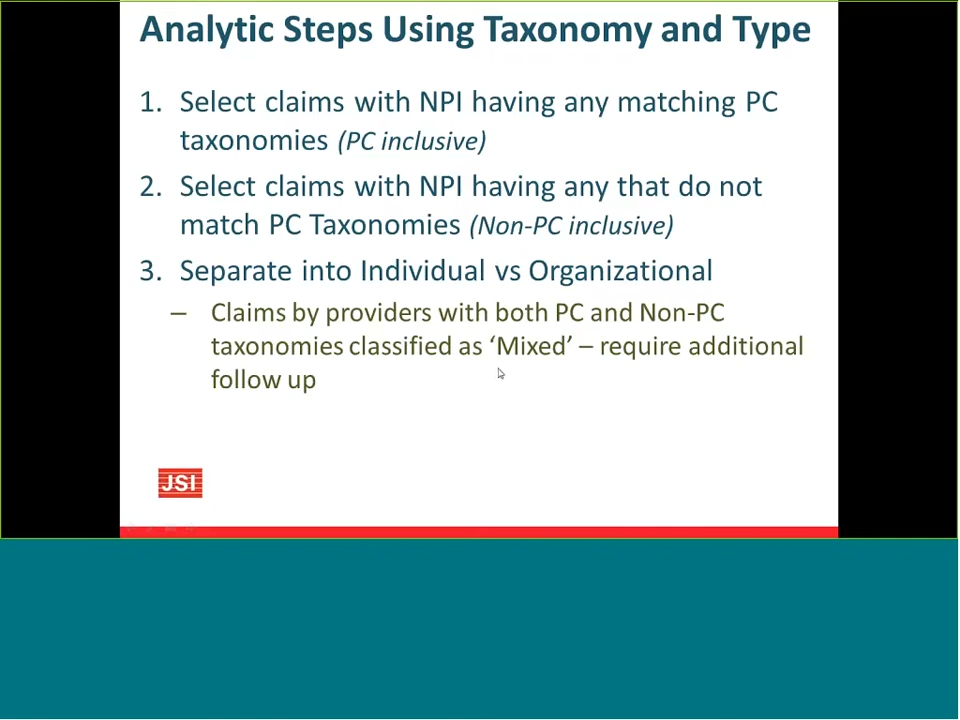 Analytic Steps Using Taxonomy and Type
1. Select claims with NPI having any matching PC
taxonomies (PC inclusive)
2. Select claims with NPI having any that do not
match PC Taxonomies (Non-PC inclusive)
3. Separate into Individual vs Organizational
– Claims by providers with both PC and Non-PC
taxonomies classified as ‘Mixed’ – require additional
follow up
JSI